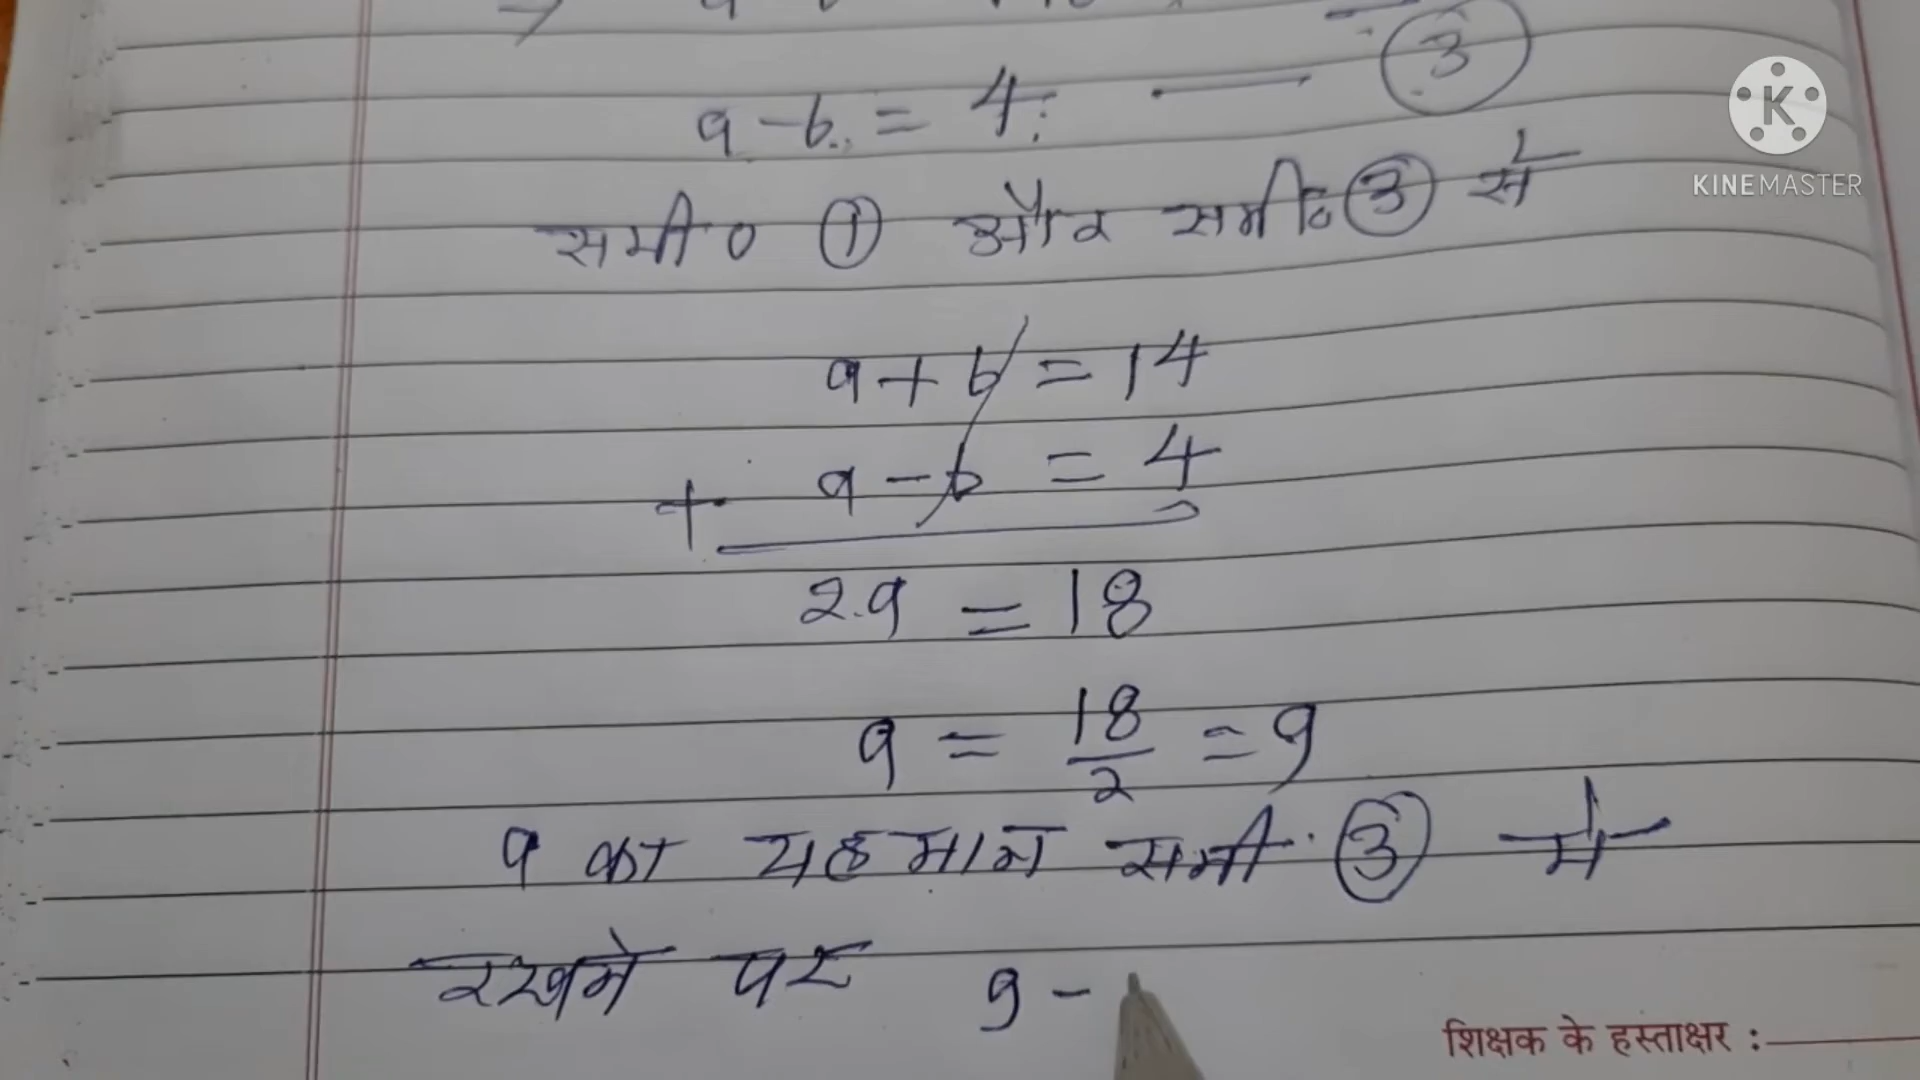 a - b = 4 — ③
KINEMASTER
समी० ① और समी० ③ से
a + b = 14
+ a - b = 4
2a = 18
a = 18/2 = 9
a का यह मान समी. ③ में
रखने पर 9 -
शिक्षक के हस्ताक्षर :